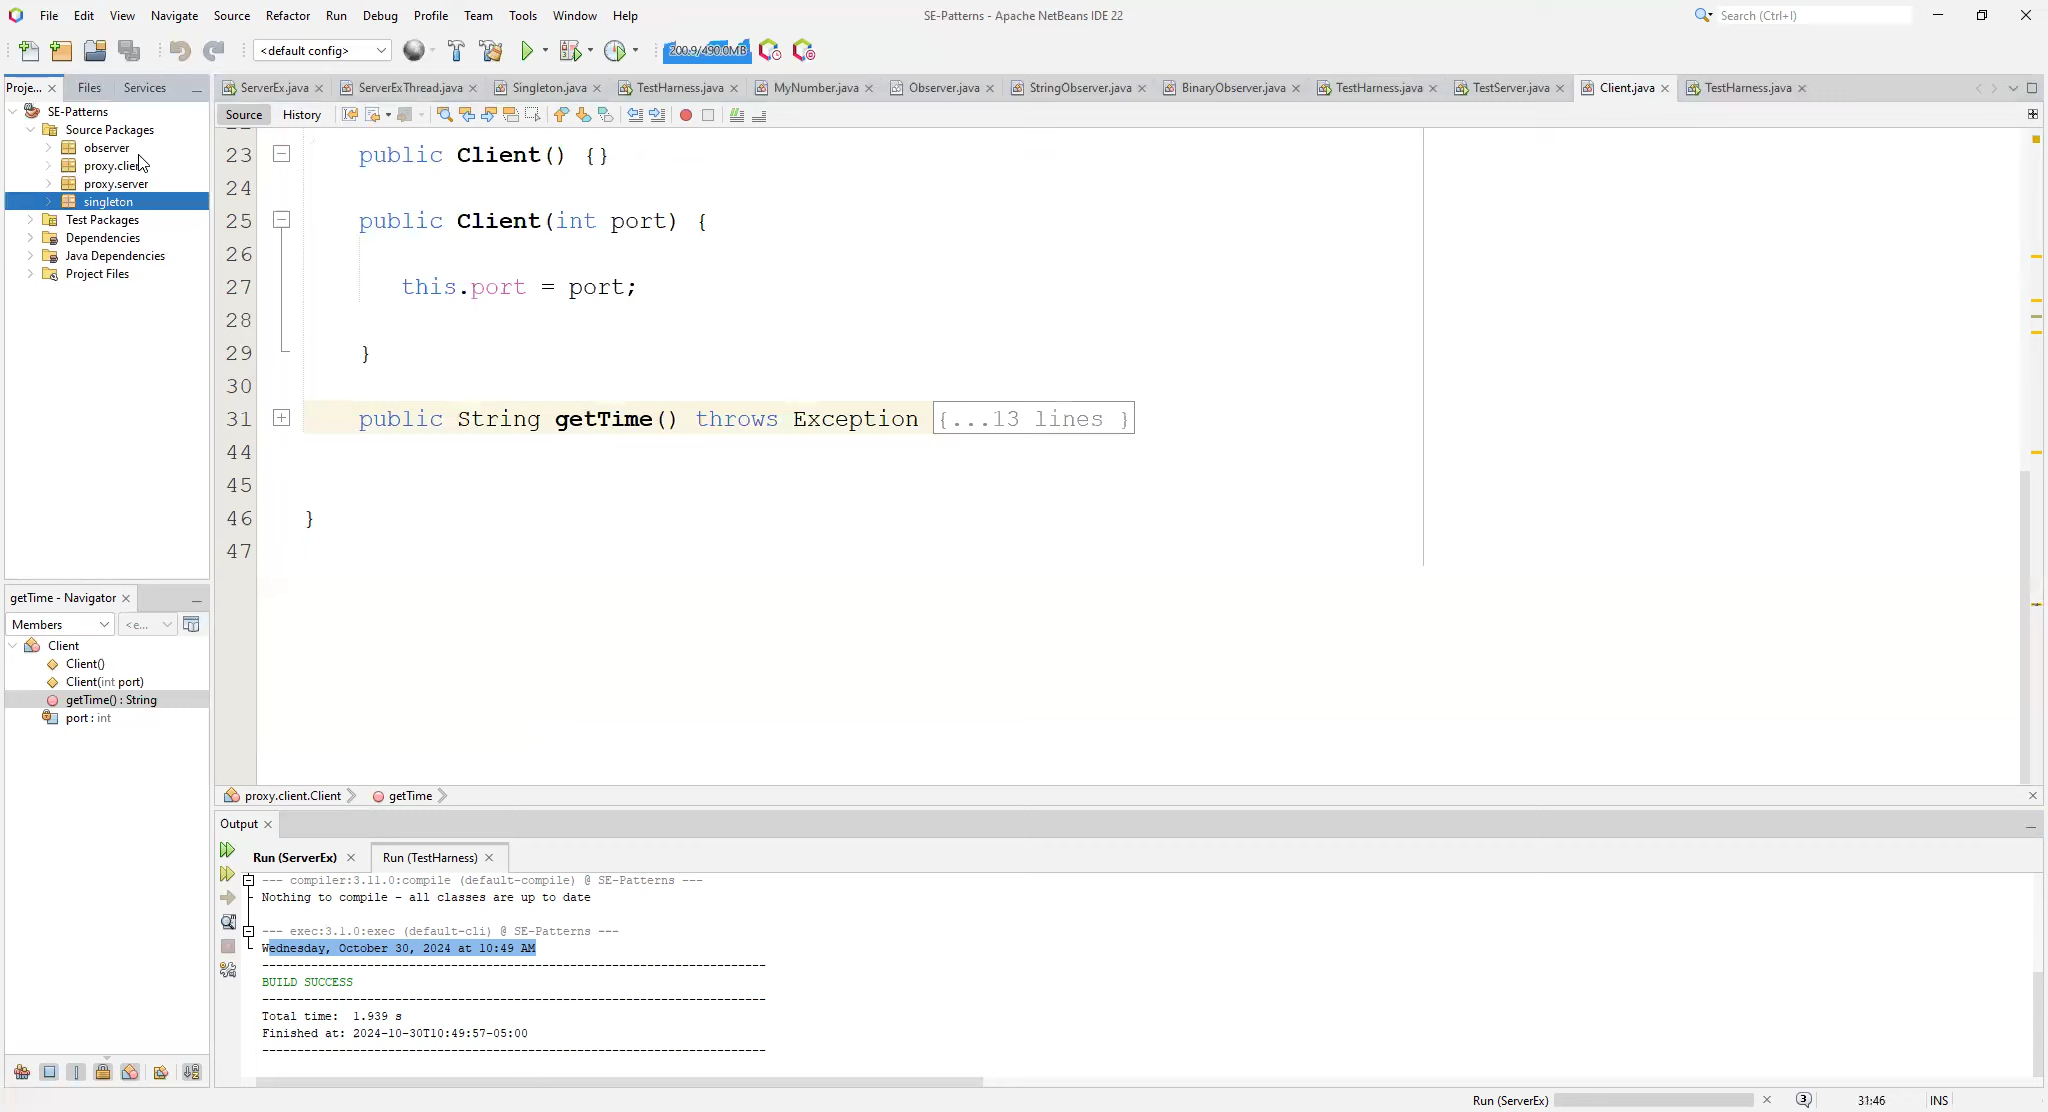 File Edit View Navigate Source Refactor Run Debug Profile Team Tools Window Help
SE-Patterns - Apache NetBeans IDE 22
Search (Ctrl+I)
<default config>
200.9/490.0MB
Proje... Files Services
ServerEx.java ServerExThread.java Singleton.java TestHarness.java MyNumber.java Observer.java StringObserver.java BinaryObserver.java TestHarness.java TestServer.java Client.java TestHarness.java
Source History
SE-Patterns
Source Packages
observer
proxy.clien
proxy.server
singleton
Test Packages
Dependencies
Java Dependencies
Project Files
23 public Client() {}
24
25 public Client(int port) {
26
27 this.port = port;
28
29 }
30
31 public String getTime() throws Exception {...13 lines }
44
45
46 }
47
getTime - Navigator
Members <e...
Client
Client()
Client(int port)
getTime() : String
port : int
proxy.client.Client getTime
Output
Run (ServerEx) Run (TestHarness)
--- compiler:3.11.0:compile (default-compile) @ SE-Patterns ---
Nothing to compile - all classes are up to date
--- exec:3.1.0:exec (default-cli) @ SE-Patterns ---
Wednesday, October 30, 2024 at 10:49 AM
------------------------------------------------------------------------
BUILD SUCCESS
------------------------------------------------------------------------
Total time: 1.939 s
Finished at: 2024-10-30T10:49:57-05:00
------------------------------------------------------------------------
Run (ServerEx) 3 31:46 INS